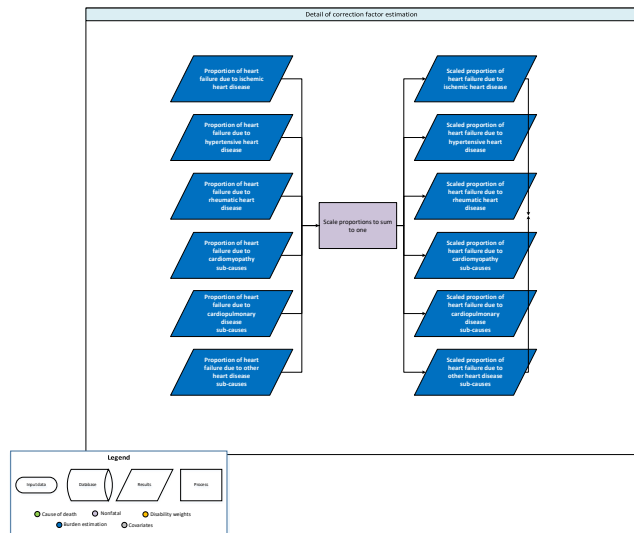 Detail of correction factor estimation
Proportion of heart
failure due to ischemic
heart disease
Scaled proportion of
heart failure due to
ischemic heart disease
Proportion of heart
failure due to
hypertensive heart
disease
Scaled proportion of
heart failure due to
hypertensive heart
disease
Proportion of heart
failure due to
rheumatic heart
disease
Scaled proportion of
heart failure due to
rheumatic heart
disease
Scale proportions to sum
to one
Proportion of heart
failure due to
cardiomyopathy
sub-causes
Scaled proportion of
heart failure due to
cardiomyopathy
sub-causes
Proportion of heart
failure due to
cardiopulmonary
disease
sub-causes
Scaled proportion of
heart failure due to
cardiopulmonary
disease
sub-causes
Proportion of heart
failure due to other
heart disease
sub-causes
Scaled proportion of
heart failure due to
other heart disease
sub-causes
Legend
Input data
Database
Results
Process
Cause of death
Nonfatal
Disability weights
Burden estimation
Covariates